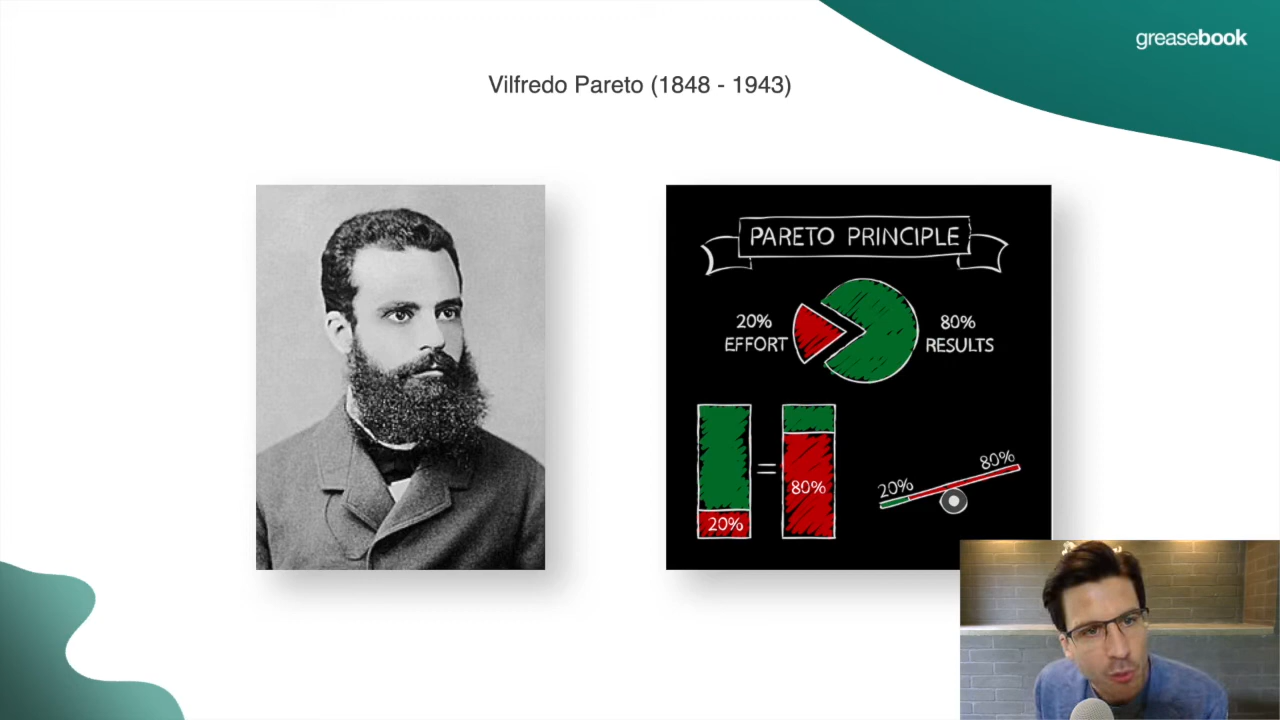 greasebook
Vilfredo Pareto (1848 - 1943)
PARETO PRINCIPLE
20%
EFFORT
80%
RESULTS
20%
80%
20%
80%